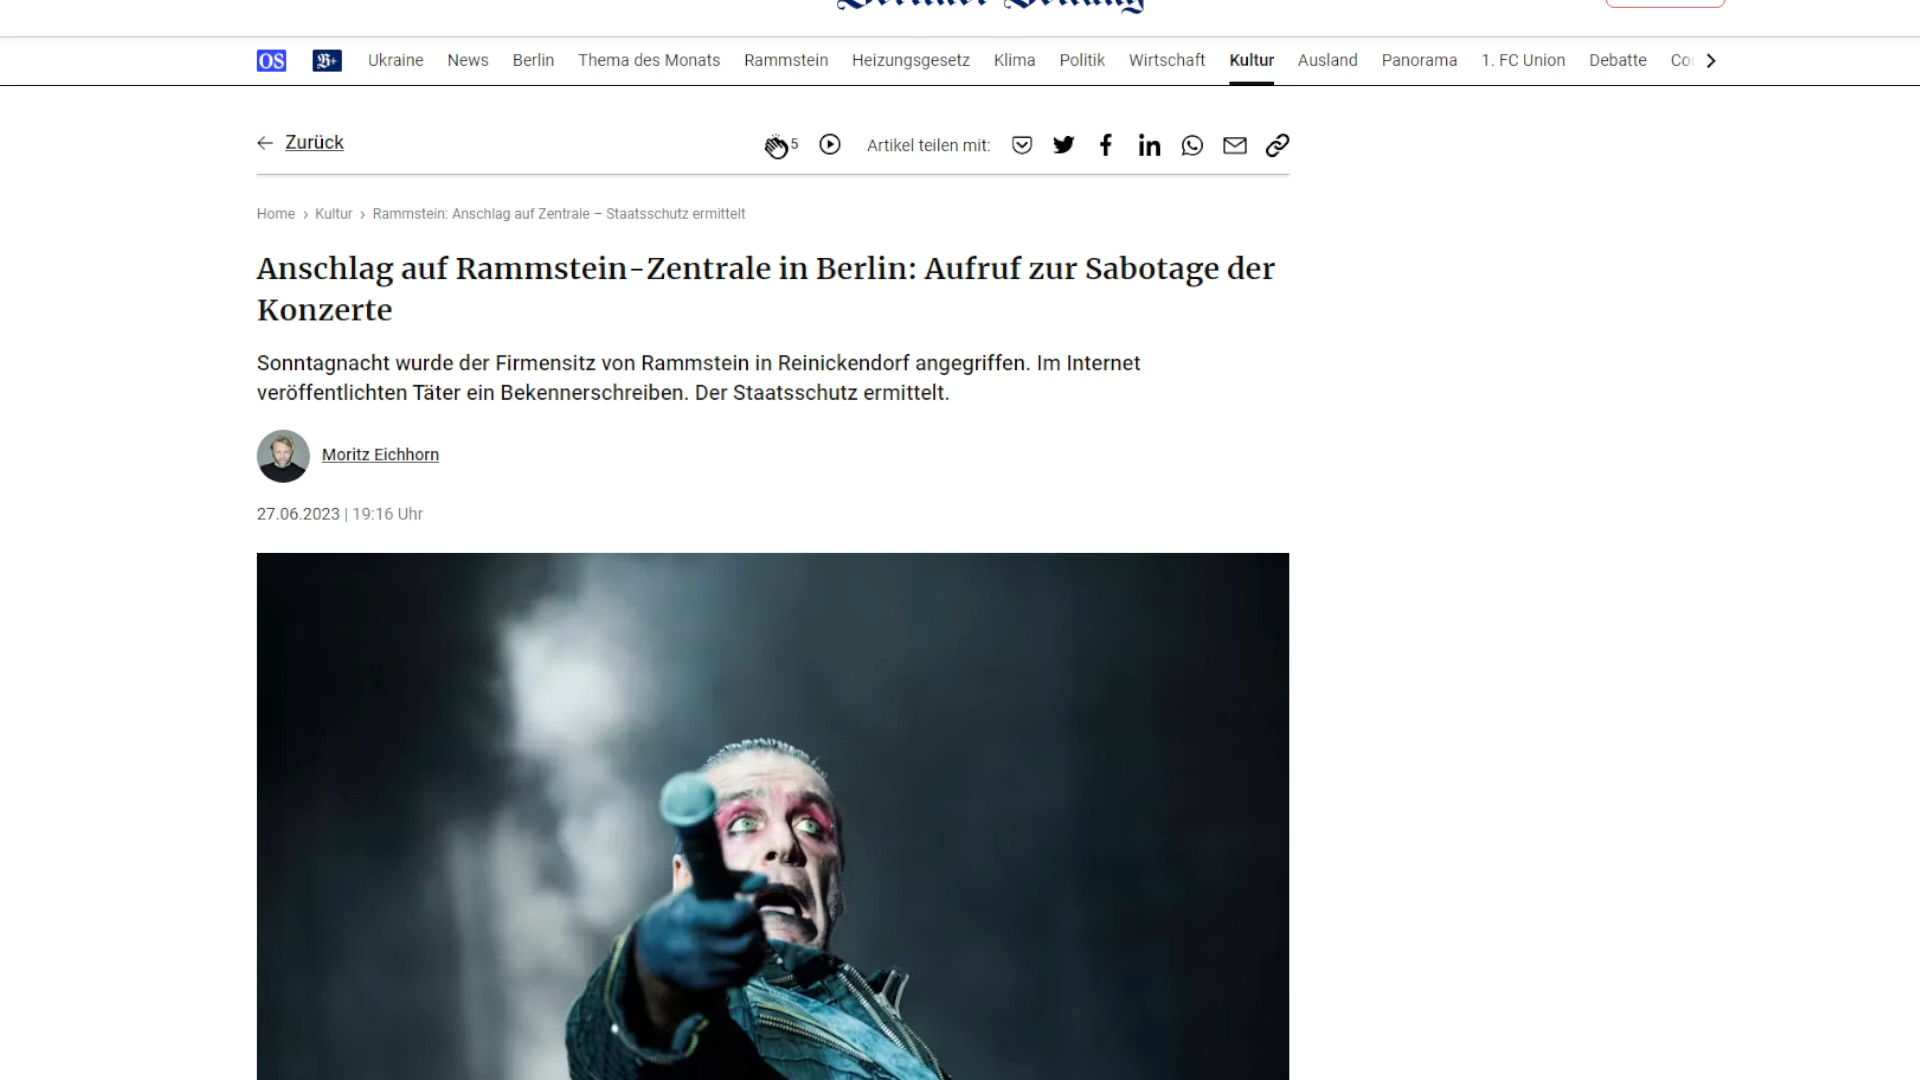 Berliner Zeitung
OS B+ Ukraine News Berlin Thema des Monats Rammstein Heizungsgesetz Klima Politik Wirtschaft Kultur Ausland Panorama 1. FC Union Debatte
Zurück 5 Artikel teilen mit:
Home › Kultur › Rammstein: Anschlag auf Zentrale – Staatsschutz ermittelt
Anschlag auf Rammstein-Zentrale in Berlin: Aufruf zur Sabotage der
Konzerte
Sonntagnacht wurde der Firmensitz von Rammstein in Reinickendorf angegriffen. Im Internet
veröffentlichten Täter ein Bekennerschreiben. Der Staatsschutz ermittelt.
Moritz Eichhorn
27.06.2023 | 19:16 Uhr